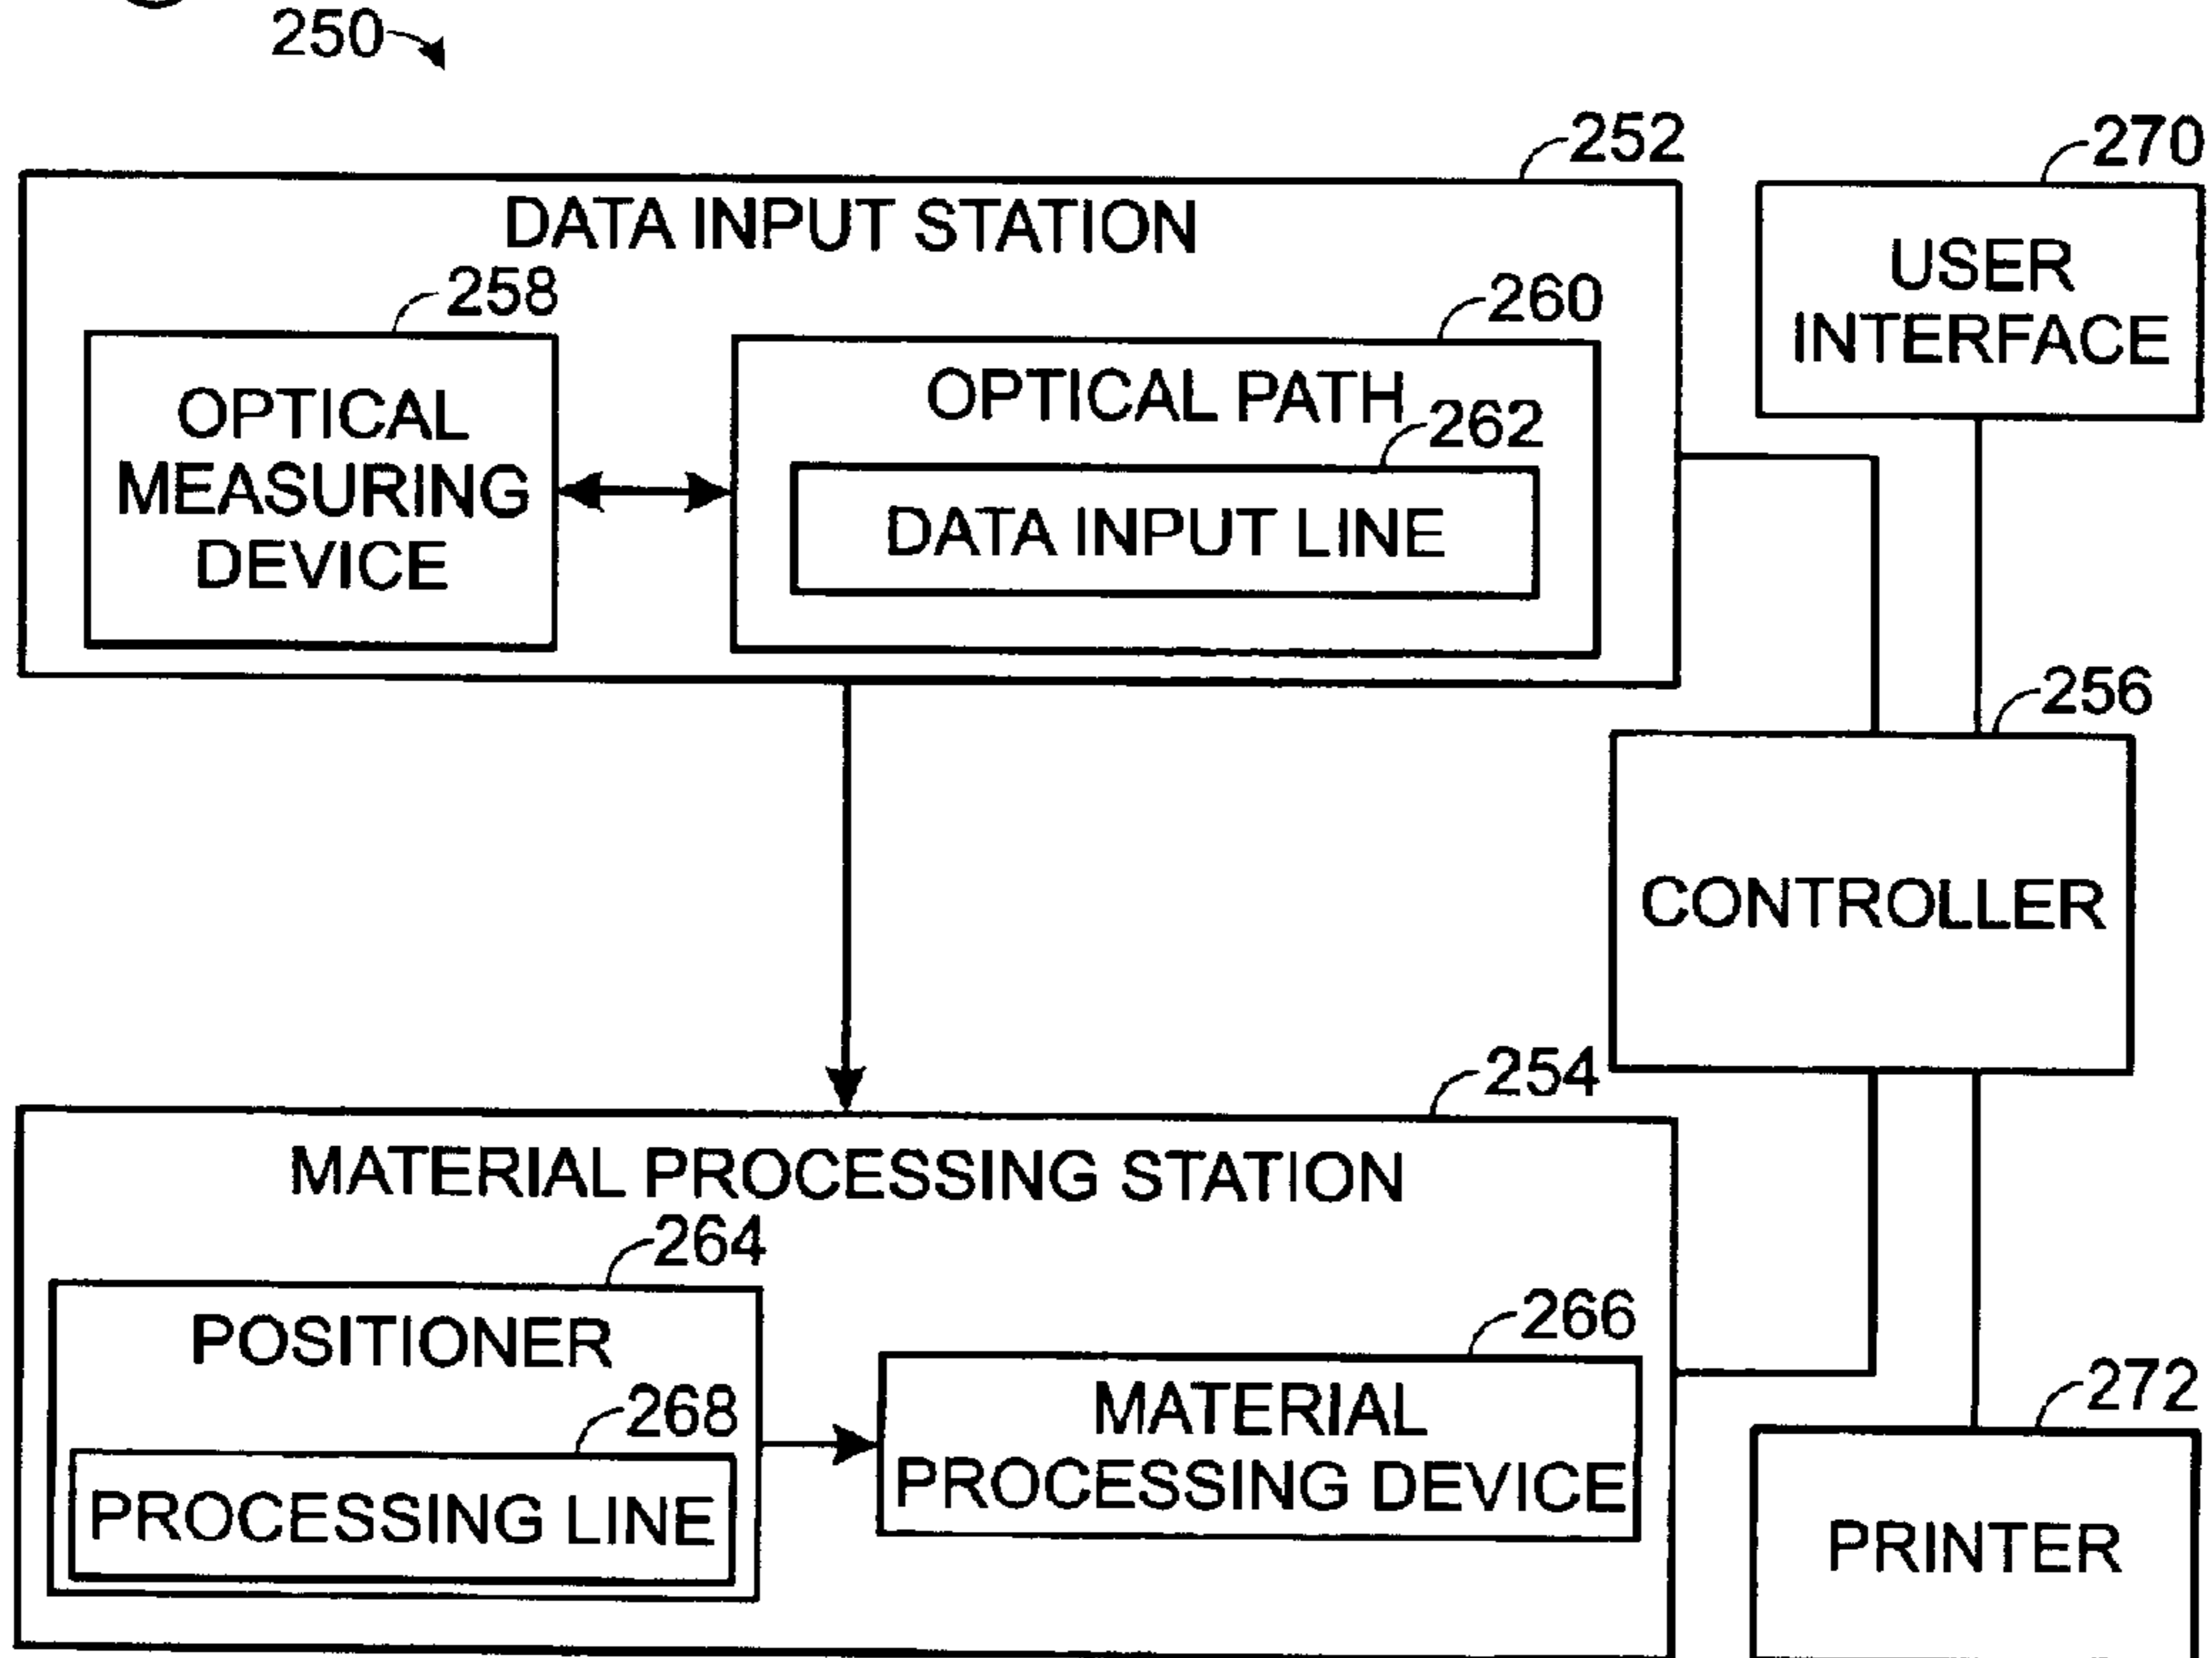 250
252
270
DATA INPUT STATION
258
260
USER
INTERFACE
OPTICAL
MEASURING
DEVICE
OPTICAL PATH
262
DATA INPUT LINE
256
CONTROLLER
254
MATERIAL PROCESSING STATION
264
POSITIONER
266
268
MATERIAL
PROCESSING DEVICE
272
PROCESSING LINE
PRINTER